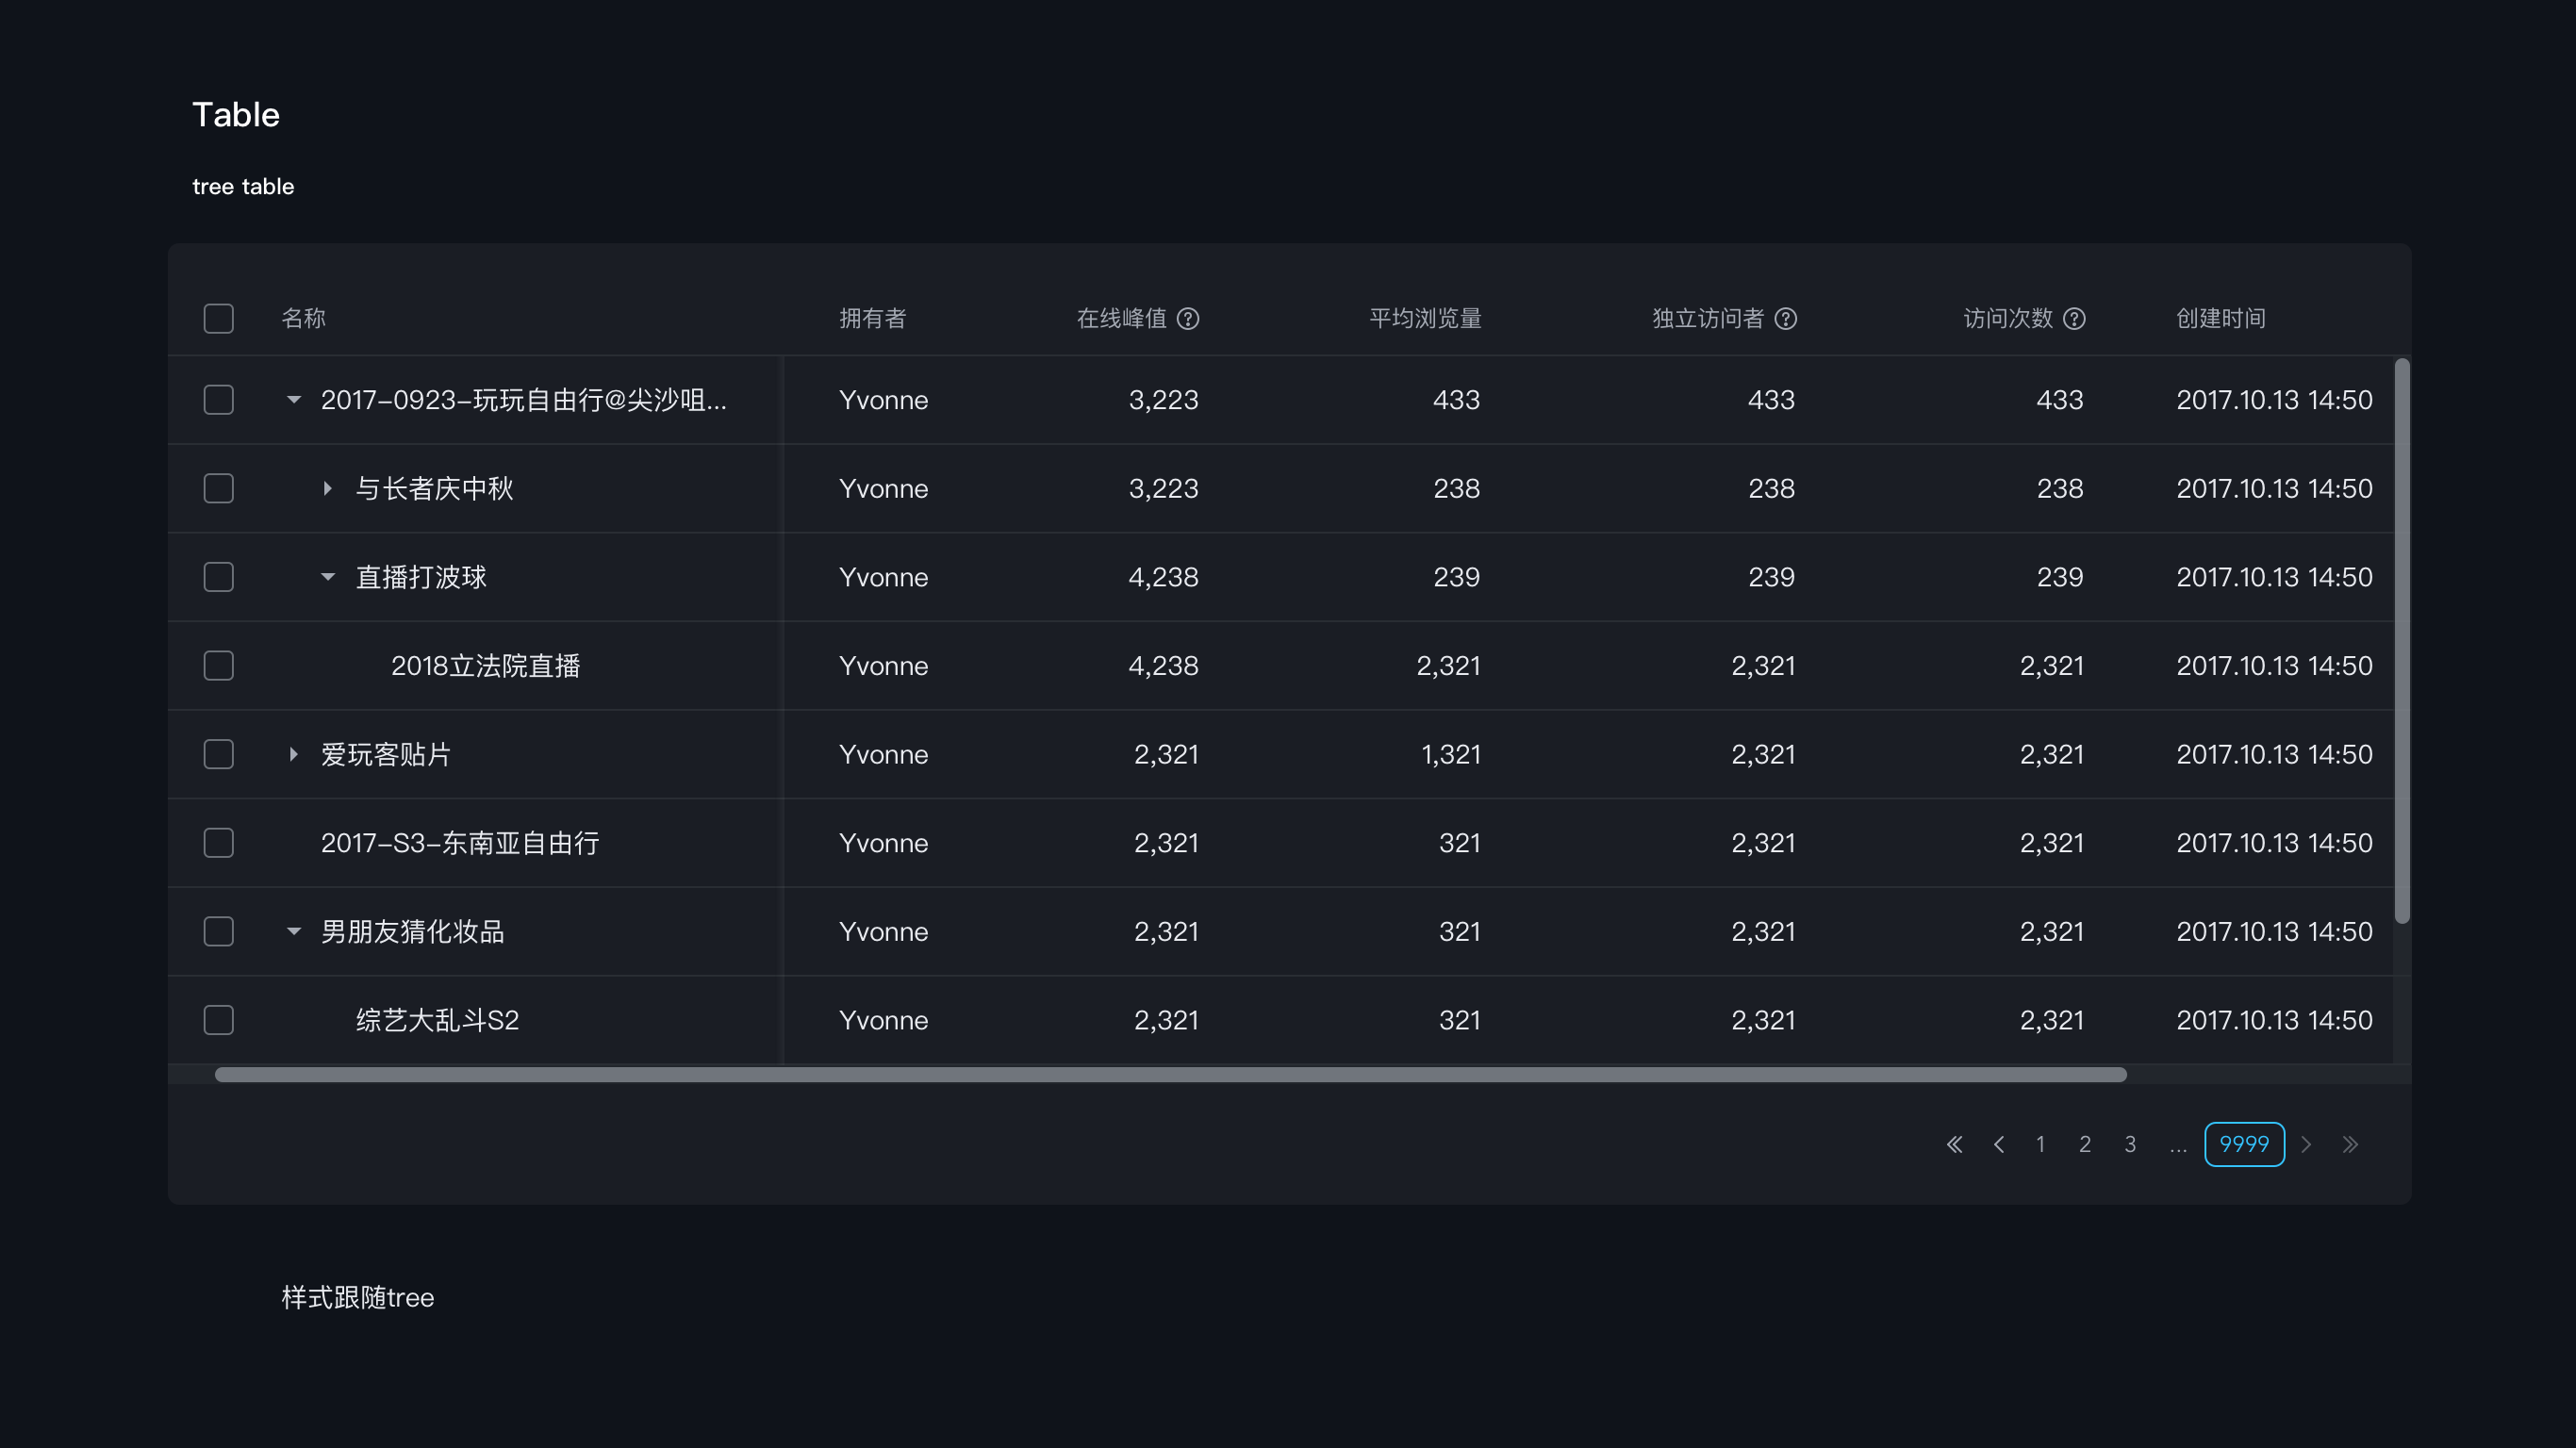 Table
tree table
名称 拥有者 在线峰值 平均浏览量 独立访问者 访问次数 创建时间
2017-0923-玩玩自由行@尖沙咀... Yvonne 3,223 433 433 433 2017.10.13 14:50
与长者庆中秋 Yvonne 3,223 238 238 238 2017.10.13 14:50
直播打波球 Yvonne 4,238 239 239 239 2017.10.13 14:50
2018立法院直播 Yvonne 4,238 2,321 2,321 2,321 2017.10.13 14:50
爱玩客贴片 Yvonne 2,321 1,321 2,321 2,321 2017.10.13 14:50
2017-S3-东南亚自由行 Yvonne 2,321 321 2,321 2,321 2017.10.13 14:50
男朋友猜化妆品 Yvonne 2,321 321 2,321 2,321 2017.10.13 14:50
综艺大乱斗S2 Yvonne 2,321 321 2,321 2,321 2017.10.13 14:50
1 2 3 ... 9999
样式跟随tree